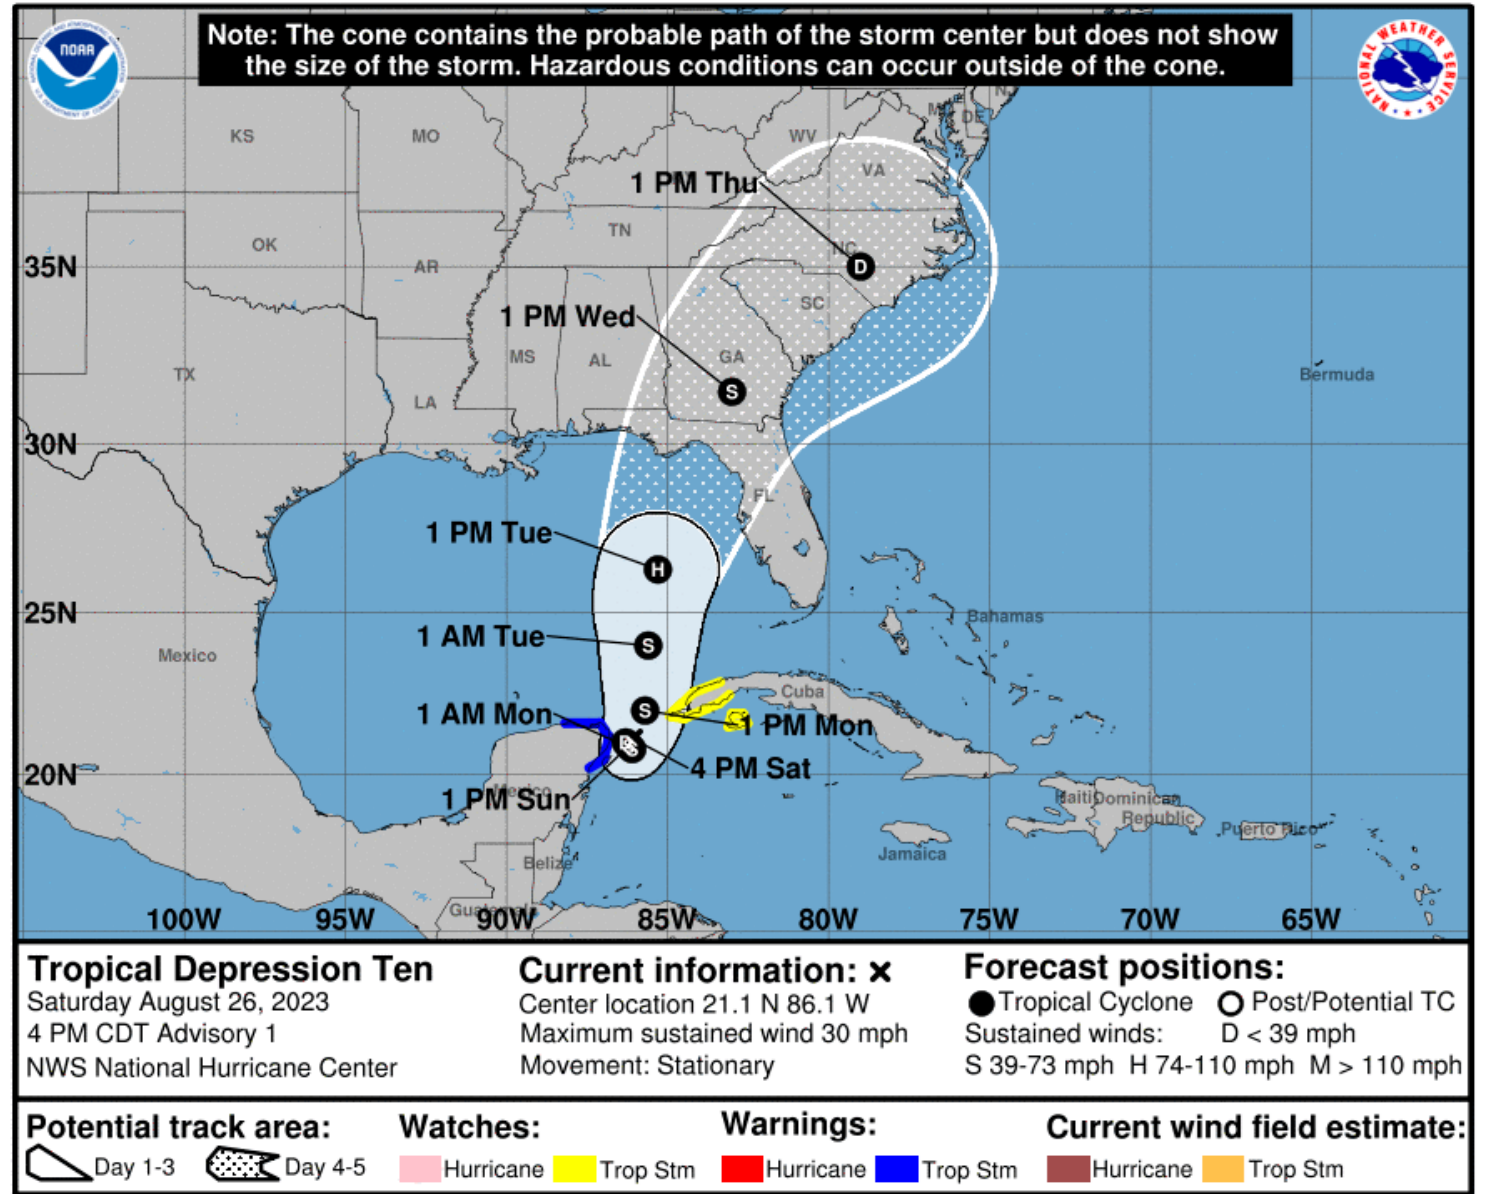 Note: The cone contains the probable path of the storm center but does not show
the size of the storm. Hazardous conditions can occur outside of the cone.
NOAA
NATIONAL WEATHER SERVICE
KS
MO
WV
DE
VA
1 PM Thu
TN
OK
AR
NC
35N
D
SC
1 PM Wed
MS
AL
GA
TX
Bermuda
LA
S
30N
FL
1 PM Tue
H
25N
Bahamas
1 AM Tue
S
Mexico
Cuba
1 AM Mon
S
1 PM Mon
4 PM Sat
20N
Mexico
1 PM Sun
Haiti
Dominican
Republic
Puerto Rico
Jamaica
Belize
Guatemala
100W 95W 90W 85W 80W 75W 70W 65W
Tropical Depression Ten
Saturday August 26, 2023
4 PM CDT Advisory 1
NWS National Hurricane Center
Current information: x
Center location 21.1 N 86.1 W
Maximum sustained wind 30 mph
Movement: Stationary
Forecast positions:
Tropical Cyclone Post/Potential TC
Sustained winds: D < 39 mph
S 39-73 mph H 74-110 mph M > 110 mph
Potential track area:
Day 1-3 Day 4-5
Watches:
Hurricane Trop Stm
Warnings:
Hurricane Trop Stm
Current wind field estimate:
Hurricane Trop Stm